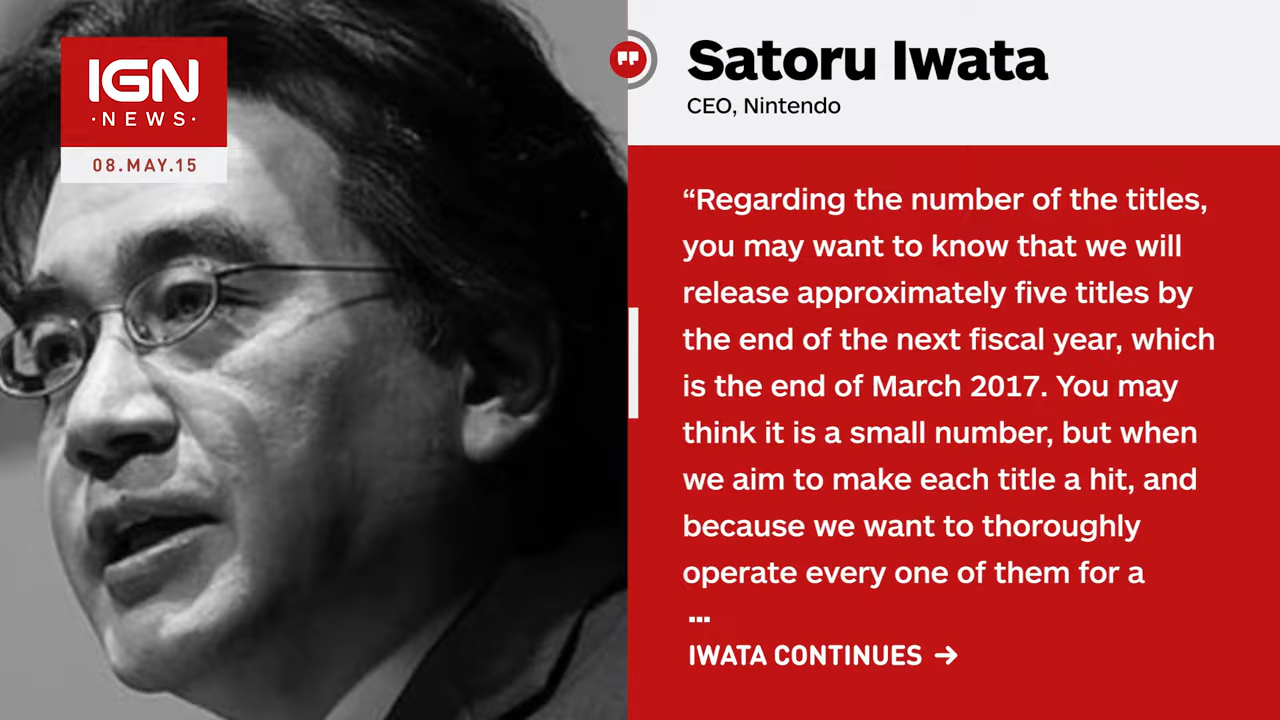 IGN
·NEWS·
08.MAY.15
Satoru Iwata
CEO, Nintendo
“Regarding the number of the titles,
you may want to know that we will
release approximately five titles by
the end of the next fiscal year, which
is the end of March 2017. You may
think it is a small number, but when
we aim to make each title a hit, and
because we want to thoroughly
operate every one of them for a
...
IWATA CONTINUES →